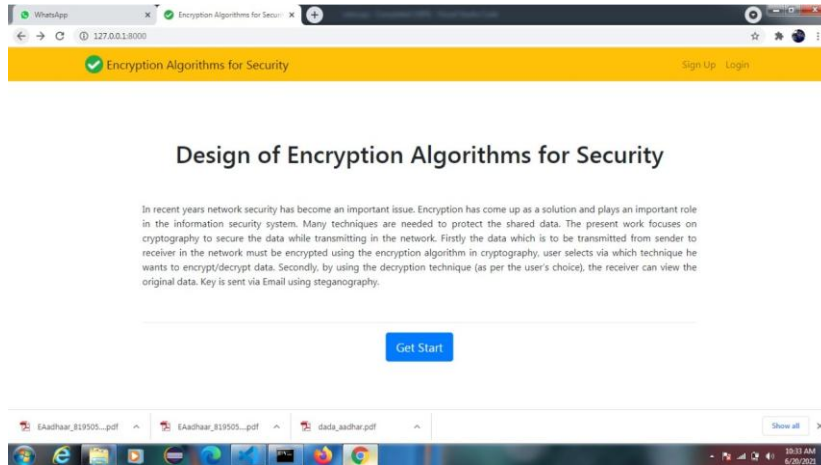 WhatsApp
Encryption Algorithms for Secur
127.0.0.1:8000
Encryption Algorithms for Security
Sign Up Login
Design of Encryption Algorithms for Security
In recent years network security has become an important issue. Encryption has come up as a solution and plays an important role
in the information security system. Many techniques are needed to protect the shared data. The present work focuses on
cryptography to secure the data while transmitting in the network. Firstly the data which is to be transmitted from sender to
receiver in the network must be encrypted using the encryption algorithm in cryptography, user selects via which technique he
wants to encrypt/decrypt data. Secondly, by using the decryption technique (as per the user's choice), the receiver can view the
original data. Key is sent via Email using steganography.
Get Start
EAadhaar_819505....pdf EAadhaar_819505....pdf dada_aadhar.pdf Show all
10:33 AM
6/20/2021